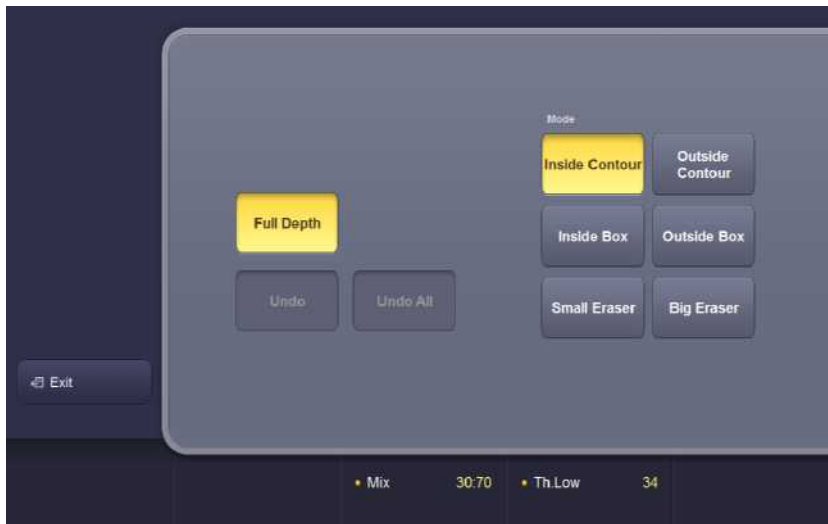 Mode
Inside Contour
Outside
Contour
Full Depth
Inside Box
Outside Box
Undo
Undo All
Small Eraser
Big Eraser
Exit
• Mix 30:70 • Th.Low 34